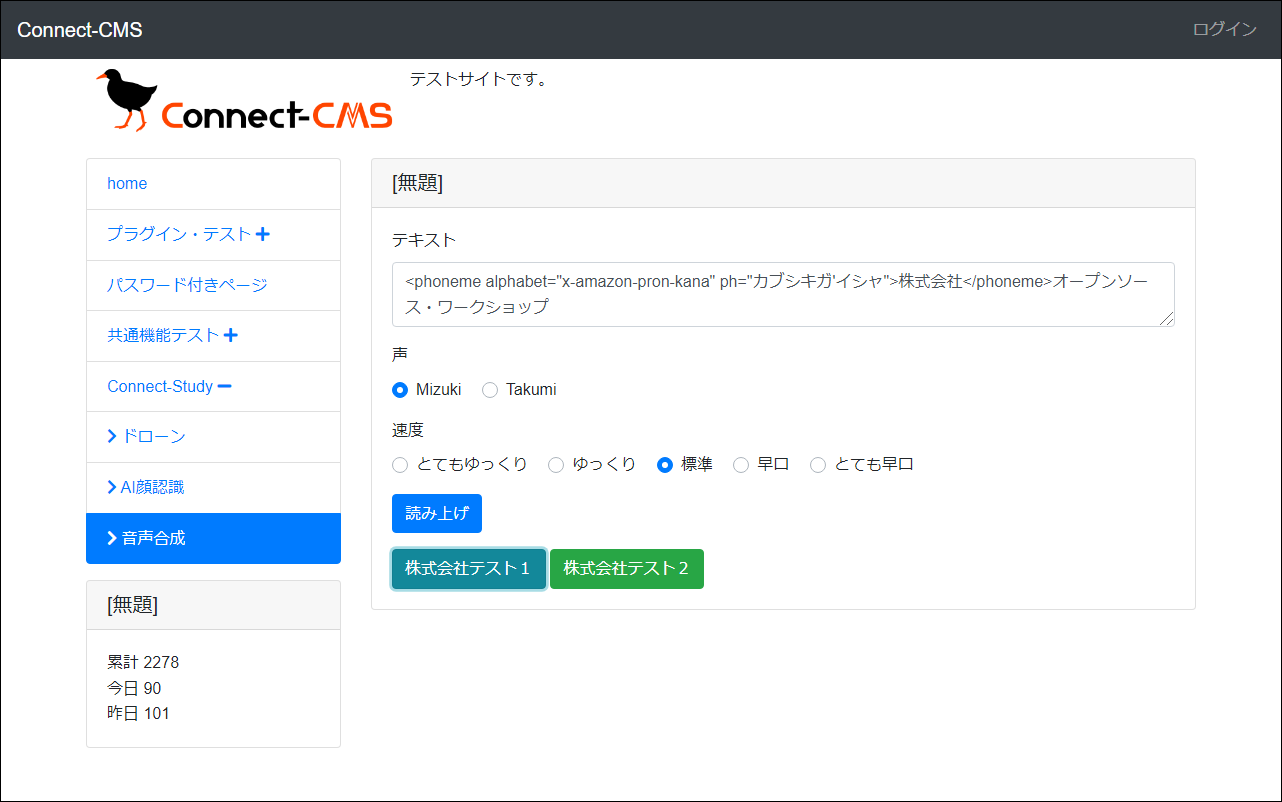 Connect-CMS
ログイン
Connect-CMS
テストサイトです。
home
プラグイン・テスト
パスワード付きページ
共通機能テスト
Connect-Study
ドローン
AI顔認識
音声合成
[無題]
累計 2278
今日 90
昨日 101
[無題]
テキスト
<phoneme alphabet="x-amazon-pron-kana" ph="カブシキガ'イシャ">株式会社</phoneme>オープンソー
ス・ワークショップ
声
Mizuki Takumi
速度
とてもゆっくり ゆっくり 標準 早口 とても早口
読み上げ
株式会社テスト１ 株式会社テスト２